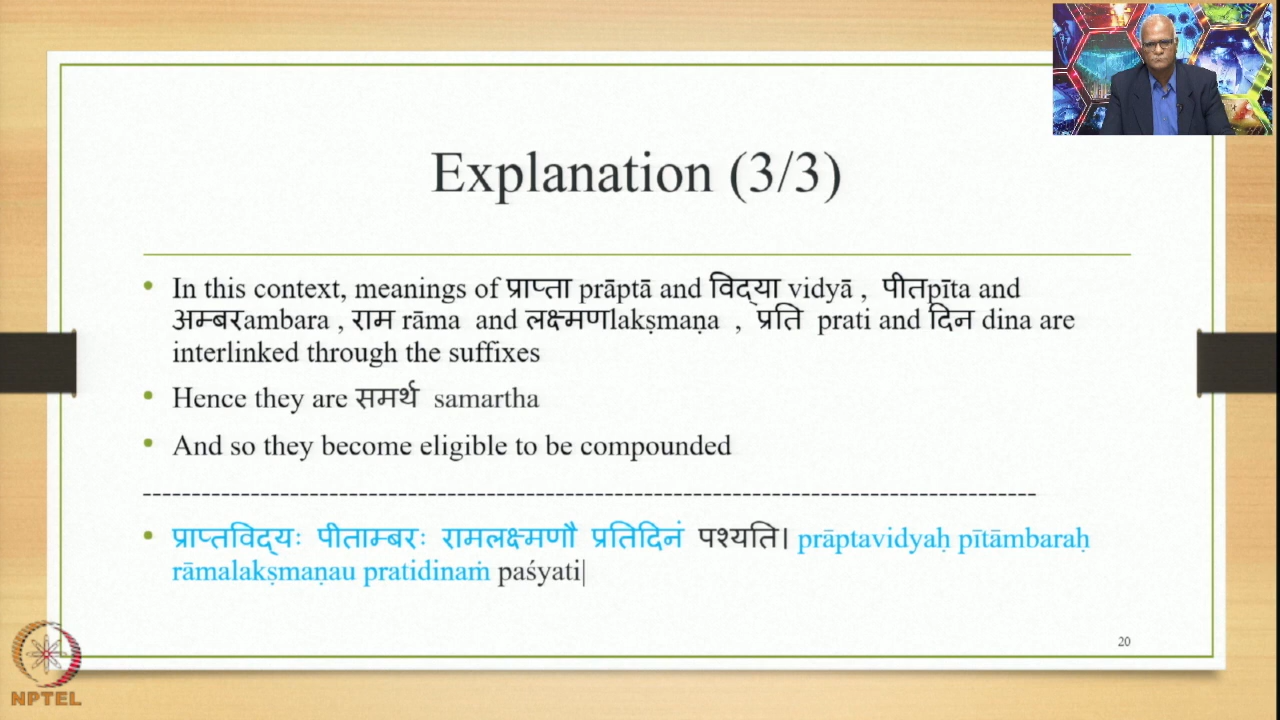 Explanation (3/3)
• In this context, meanings of प्राप्ता prāptā and विद्‌या vidyā , पीतpīta and
अम्बरambara , राम rāma and लक्ष्मणlakṣmaṇa , प्रति prati and दिन dina are
interlinked through the suffixes
• Hence they are समर्थ samartha
• And so they become eligible to be compounded
--------------------------------------------------------------------------------------------
• प्राप्तविद्‌यः पीताम्बरः रामलक्ष्मणौ प्रतिदिनं पश्यति। prāptavidyaḥ pītāmbaraḥ
rāmalakṣmaṇau pratidinaṁ paśyati|
20
NPTEL